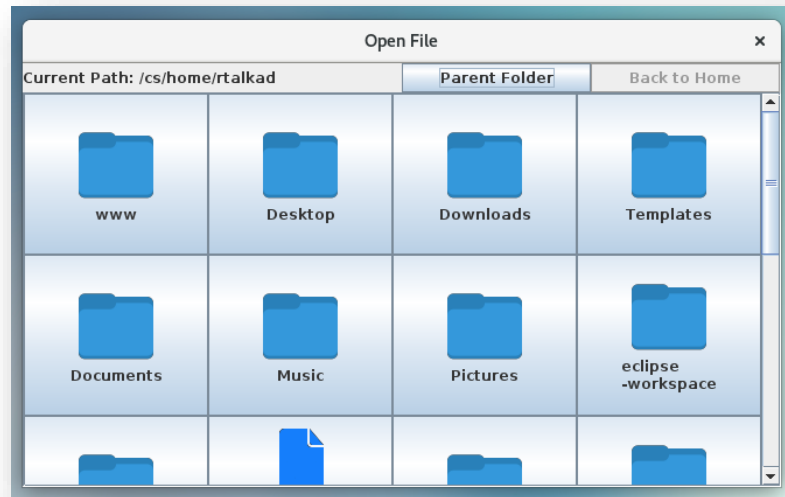 Open File
×
Current Path: /cs/home/rtalkad
Parent Folder
Back to Home
www
Desktop
Downloads
Templates
Documents
Music
Pictures
eclipse
-workspace